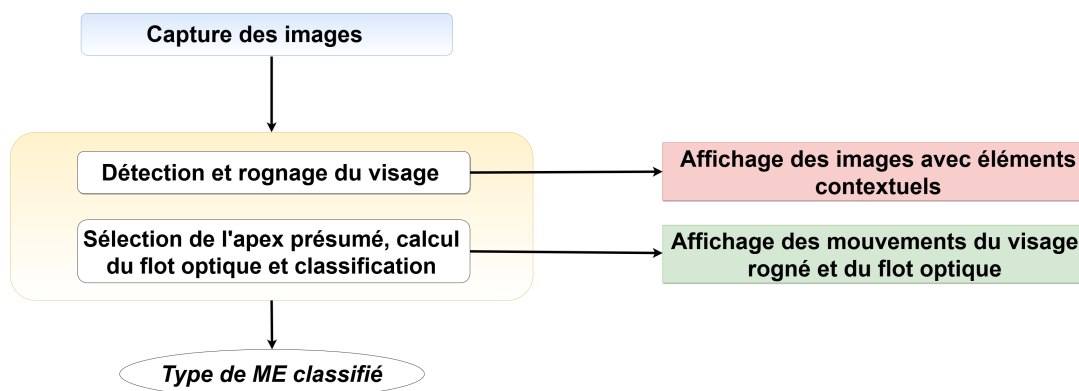 Capture des images
Détection et rognage du visage
Affichage des images avec éléments
contextuels
Sélection de l'apex présumé, calcul
du flot optique et classification
Affichage des mouvements du visage
rogné et du flot optique
Type de ME classifié